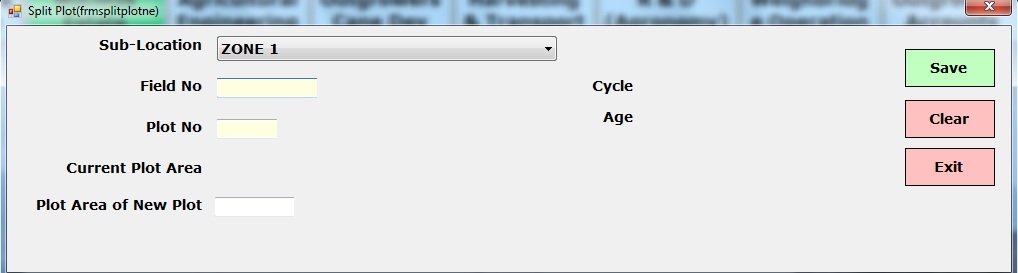 Split Plot(frmsplitplotne)
Sub-Location
ZONE 1
Field No
Plot No
Current Plot Area
Plot Area of New Plot
Cycle
Age
Save
Clear
Exit